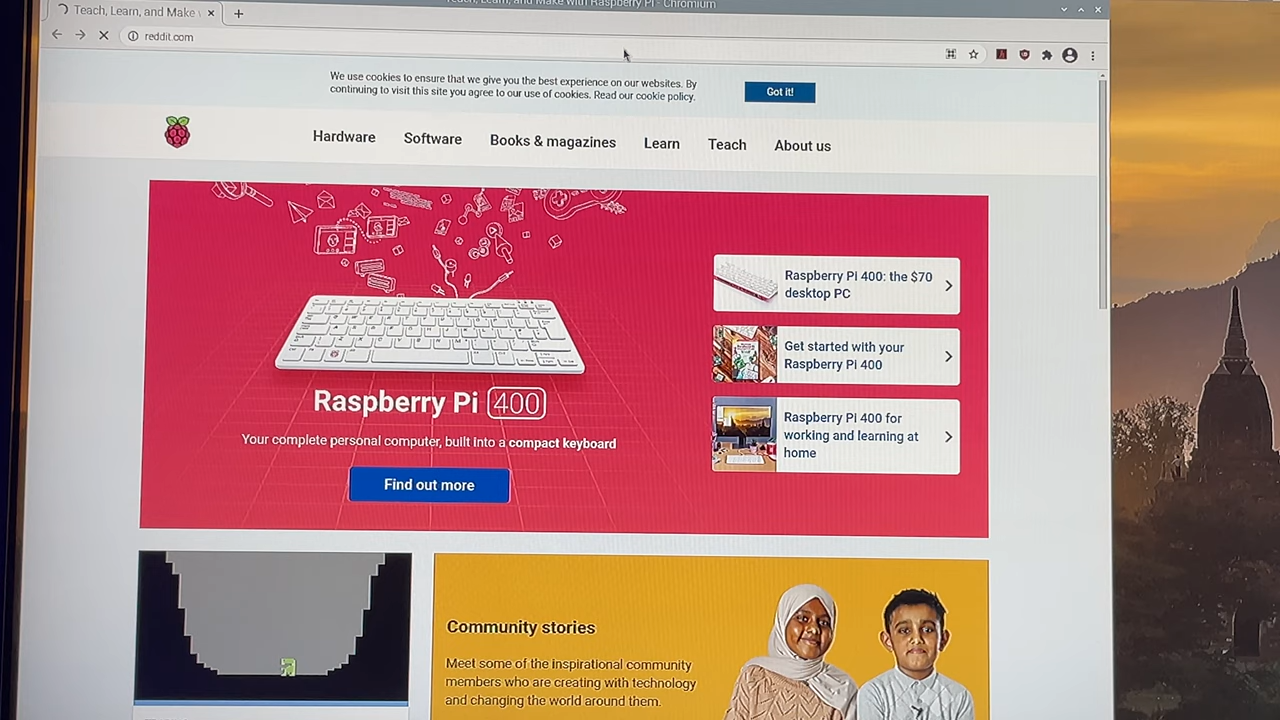 Teach, Learn, and Make with Raspberry Pi - Chromium
Teach, Learn, and Make
reddit.com
We use cookies to ensure that we give you the best experience on our websites. By
continuing to visit this site you agree to our use of cookies. Read our cookie policy.
Got it!
Hardware
Software
Books & magazines
Learn
Teach
About us
Raspberry Pi 400
Your complete personal computer, built into a compact keyboard
Find out more
Raspberry Pi 400: the $70
desktop PC
Get started with your
Raspberry Pi 400
Raspberry Pi 400 for
working and learning at
home
Community stories
Meet some of the inspirational community
members who are creating with technology
and changing the world around them.